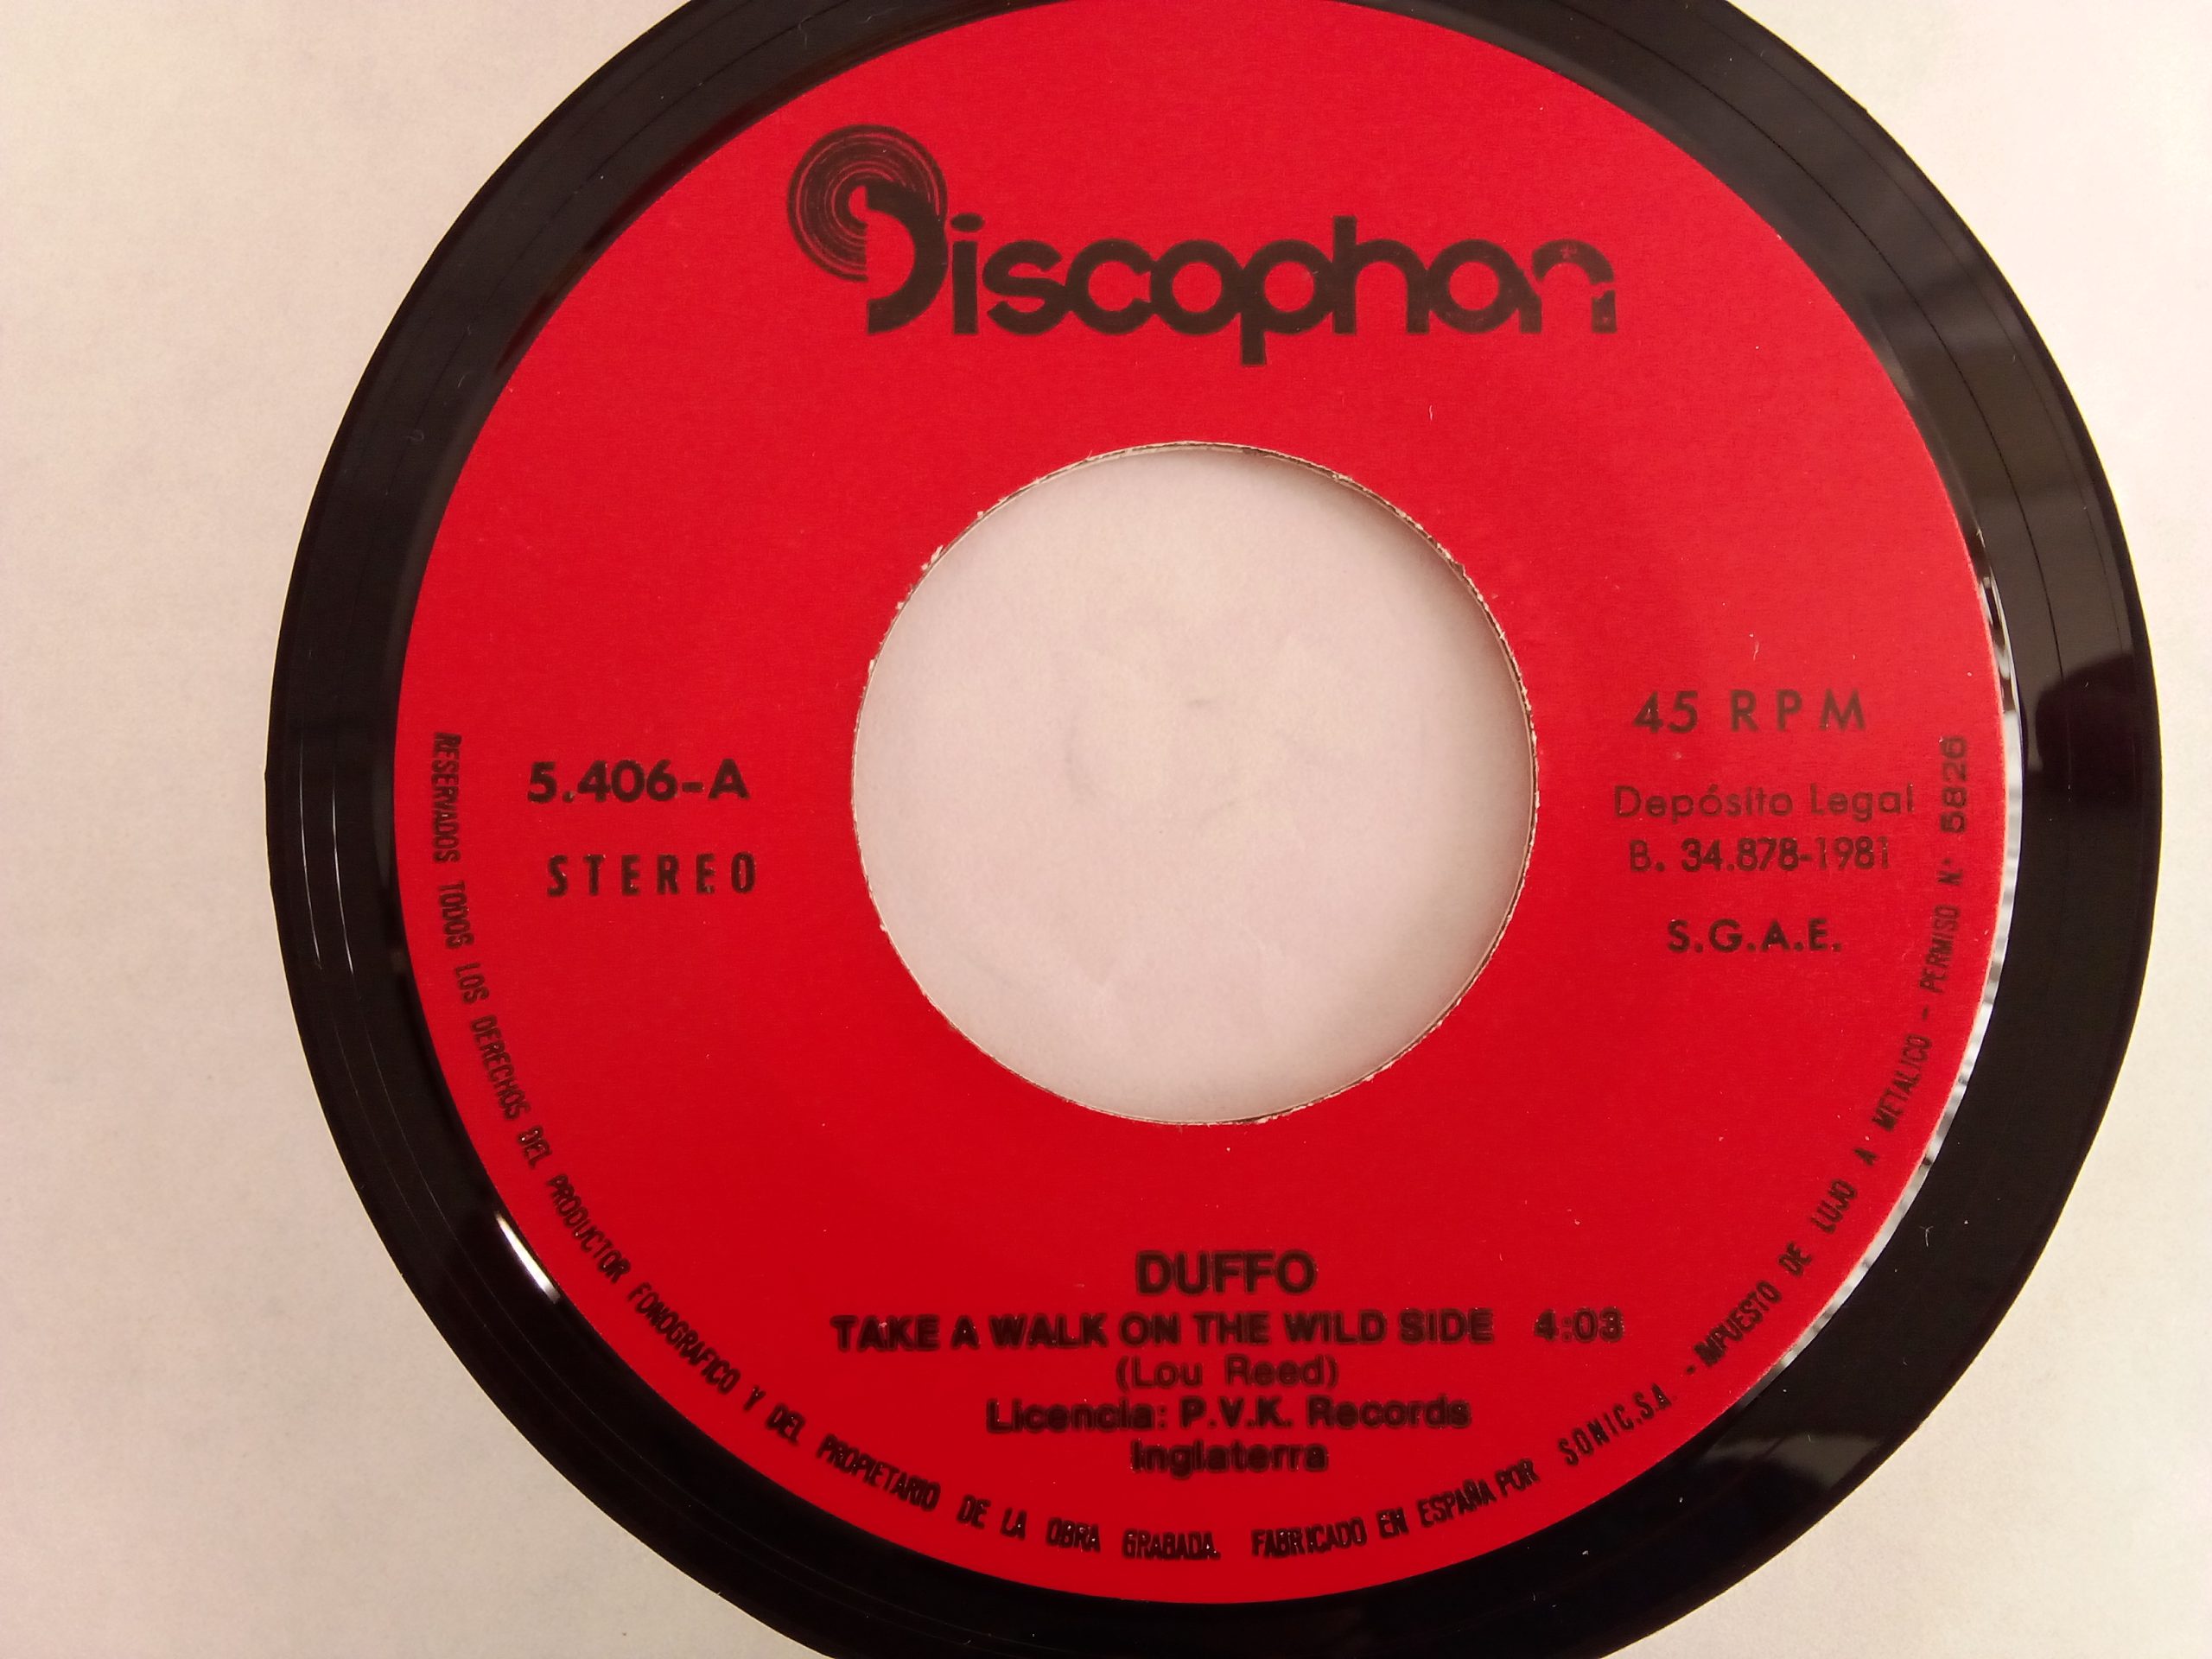 Discophon
45 RPM
5.406-A
Depósito Legal
STEREO
B. 34.878-1981
S.G.A.E.
DUFFO
TAKE A WALK ON THE WILD SIDE 4:03
(Lou Reed)
Licencia: P.V.K. Records
Inglaterra
RESERVADOS TODOS LOS DERECHOS DEL PRODUCTOR FONOGRAFICO Y DEL PROPIETARIO DE LA OBRA GRABADA. FABRICADO EN ESPAÑA POR SONIC,S.A. - IMPUESTO DE LUJO A METALICO - PERMISO N° 5826